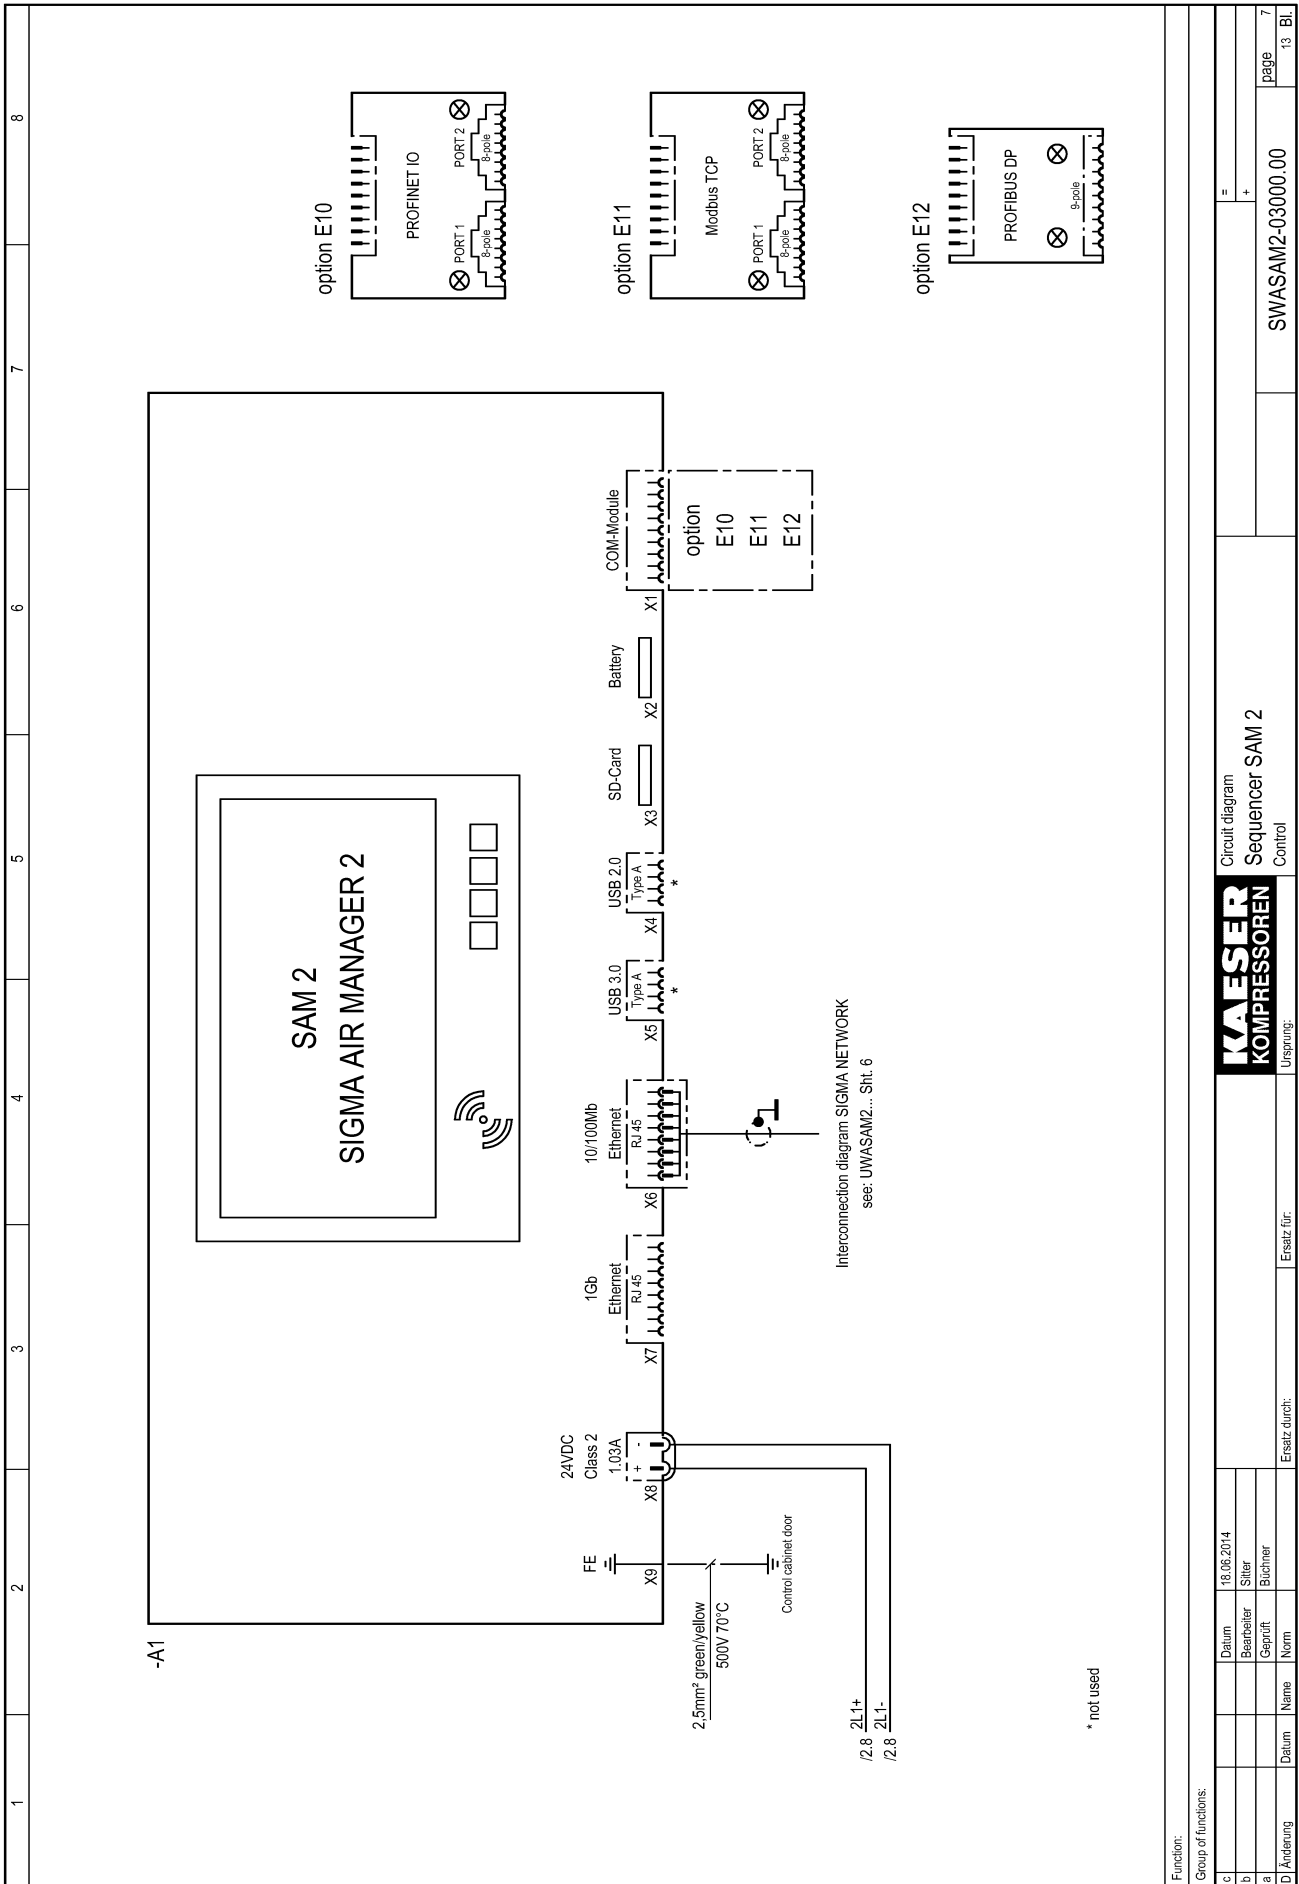 1
2
3
4
5
6
7
8
-A1
SAM 2
SIGMA AIR MANAGER 2
FE
24VDC
Class 2
1.03A
+
-
1Gb
Ethernet
RJ 45
10/100Mb
Ethernet
RJ 45
USB 3.0
Type A
USB 2.0
Type A
SD-Card
Battery
COM-Module
X9
X8
X7
X6
X5
X4
X3
X2
X1
*
*
option
E10
E11
E12
2,5mm² green/yellow
500V 70°C
Control cabinet door
/2.8 2L1+
/2.8 2L1-
Interconnection diagram SIGMA NETWORK
see: UWASAM2... Sht. 6
option E10
PROFINET IO
PORT 1
8-pole
PORT 2
8-pole
option E11
Modbus TCP
PORT 1
8-pole
PORT 2
8-pole
option E12
PROFIBUS DP
9-pole
* not used
Function:
Group of functions:
c
b
a
D Änderung
Datum
Name
Datum 18.06.2014
Bearbeiter Sitter
Geprüft Büchner
Norm
Ersatz durch:
Ersatz für:
Ursprung:
KAESER
KOMPRESSOREN
Circuit diagram
Sequencer SAM 2
Control
=
+
SWASAM2-03000.00
page 7
13 Bl.